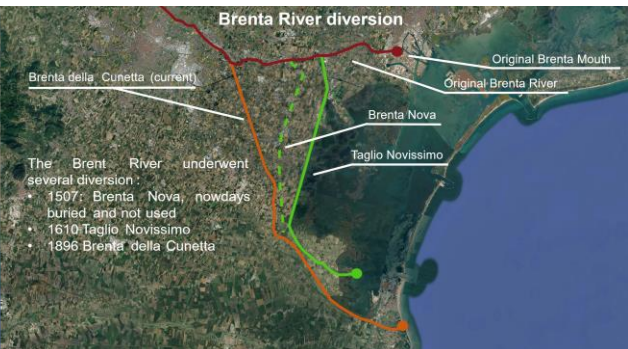 Brenta River diversion
Original Brenta Mouth
Brenta della Cunetta (current)
Original Brenta River
Brenta Nova
Taglio Novissimo
The Brent River underwent
several diversion :
• 1507: Brenta Nova, nowdays
buried and not used
• 1610 Taglio Novissimo
• 1896 Brenta della Cunetta